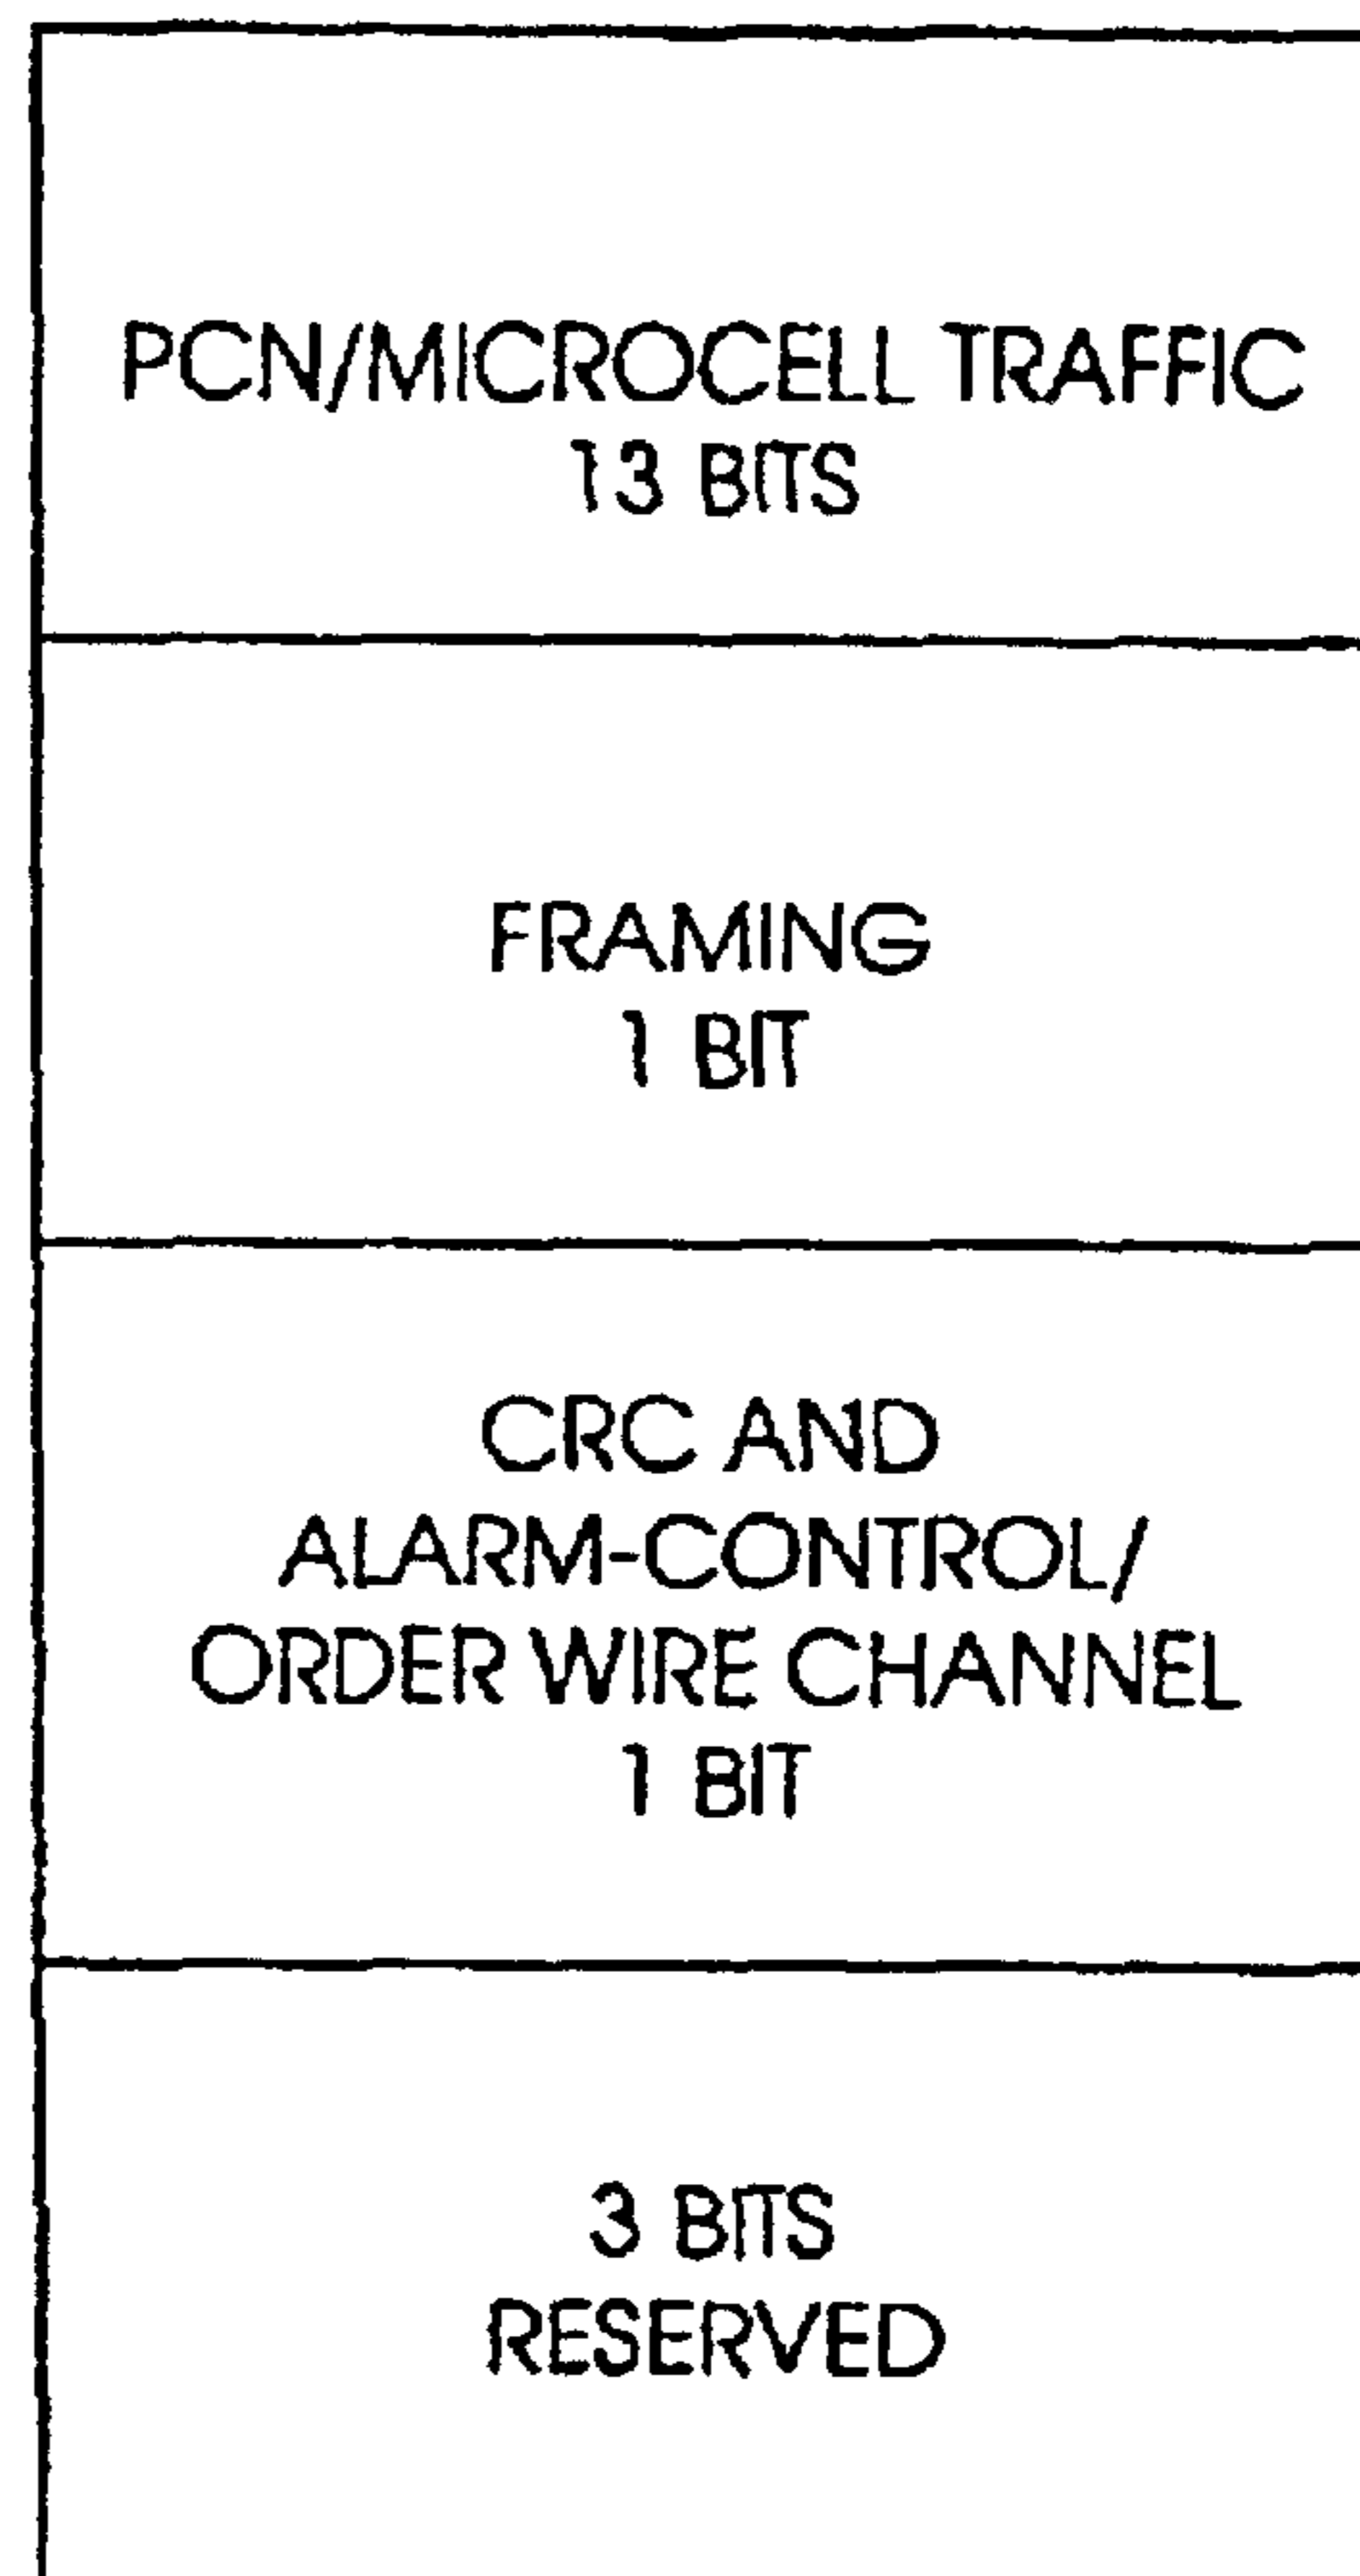 PCN/MICROCELL TRAFFIC
13 BITS
FRAMING
1 BIT
CRC AND
ALARM-CONTROL/
ORDER WIRE CHANNEL
1 BIT
3 BITS
RESERVED